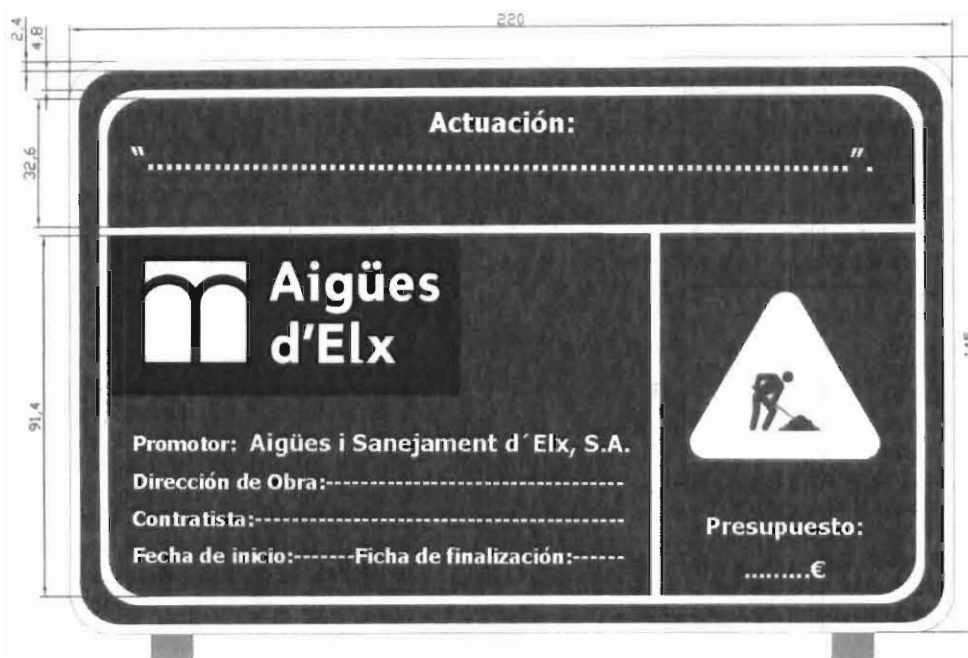 220
2,4
4,8
Actuación:
32,6
"..........................................................................".
Aigües
d'Elx
91,4
Promotor: Aigües i Sanejament d´Elx, S.A.
Dirección de Obra:----------------------------------
Contratista:------------------------------------------
Fecha de inicio:-------Ficha de finalización:------
Presupuesto:
.........€